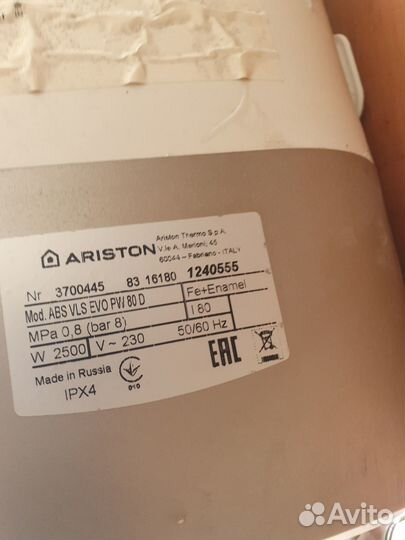 ARISTON
Ariston Thermo S.p.A.
V.le A. Merloni, 45
60044 - Fabriano - ITALY
Nr 3700445 83 16180 1240555
Mod. ABS VLS EVO PW 80 D Fe+Enamel
MPa 0,8 (bar 8) l 80
W 2500 V ~ 230 50/60 Hz
Made in Russia
IPX4
EAC
Avito